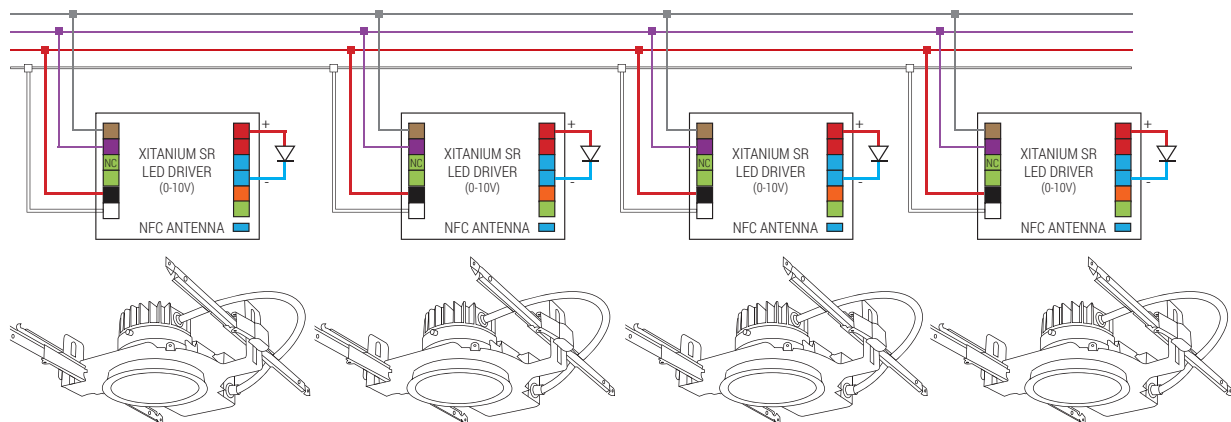 XITANIUM SR
LED DRIVER
(0-10V)
NC
+
-
NFC ANTENNA
XITANIUM SR
LED DRIVER
(0-10V)
NC
+
-
NFC ANTENNA
XITANIUM SR
LED DRIVER
(0-10V)
NC
+
-
NFC ANTENNA
XITANIUM SR
LED DRIVER
(0-10V)
NC
+
-
NFC ANTENNA